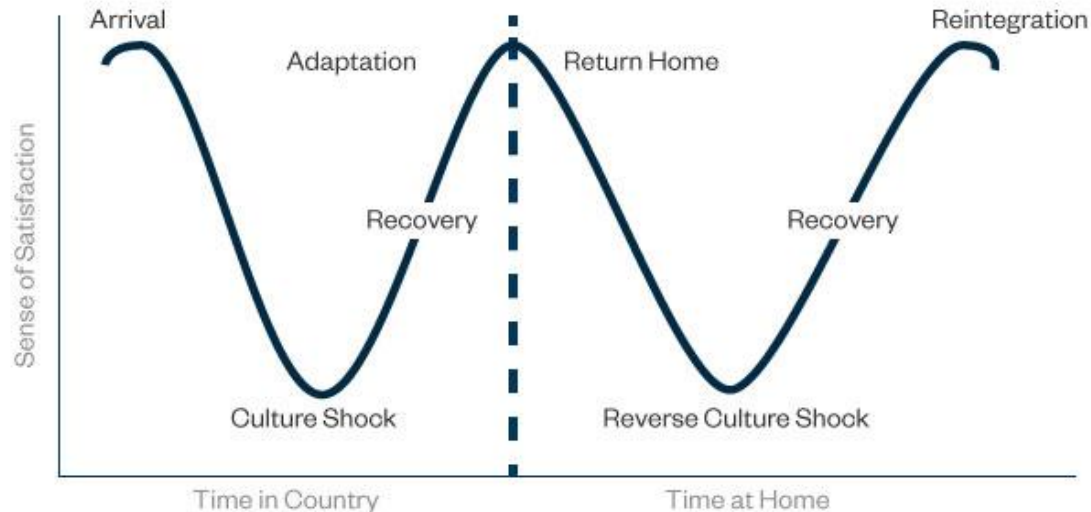 Arrival
Reintegration
Adaptation
Return Home
Sense of Satisfaction
Recovery
Recovery
Culture Shock
Reverse Culture Shock
Time in Country
Time at Home